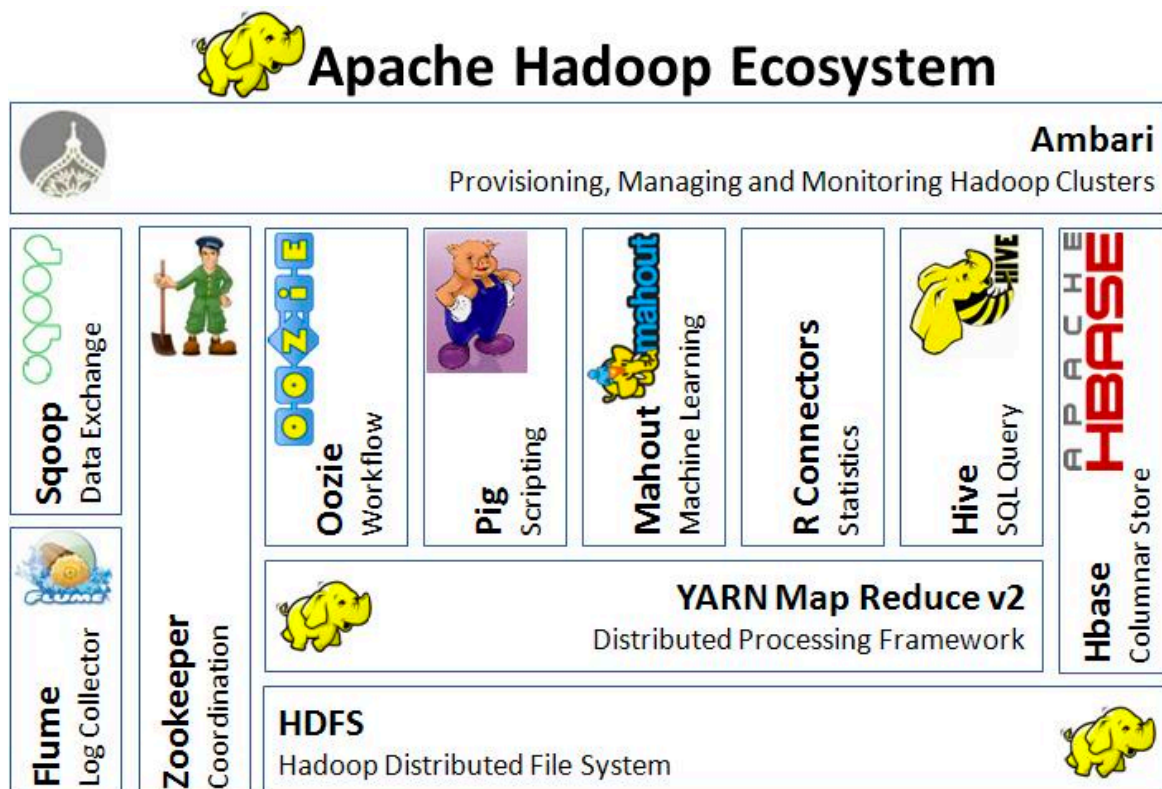 Apache Hadoop Ecosystem
Ambari
Provisioning, Managing and Monitoring Hadoop Clusters
sqoop
Sqoop
Data Exchange
FLUME
Flume
Log Collector
Zookeeper
Coordination
OOZIE
Oozie
Workflow
Pig
Scripting
mahout
Mahout
Machine Learning
R Connectors
Statistics
HIVE
Hive
SQL Query
APACHE
HBASE
Hbase
Columnar Store
YARN Map Reduce v2
Distributed Processing Framework
HDFS
Hadoop Distributed File System